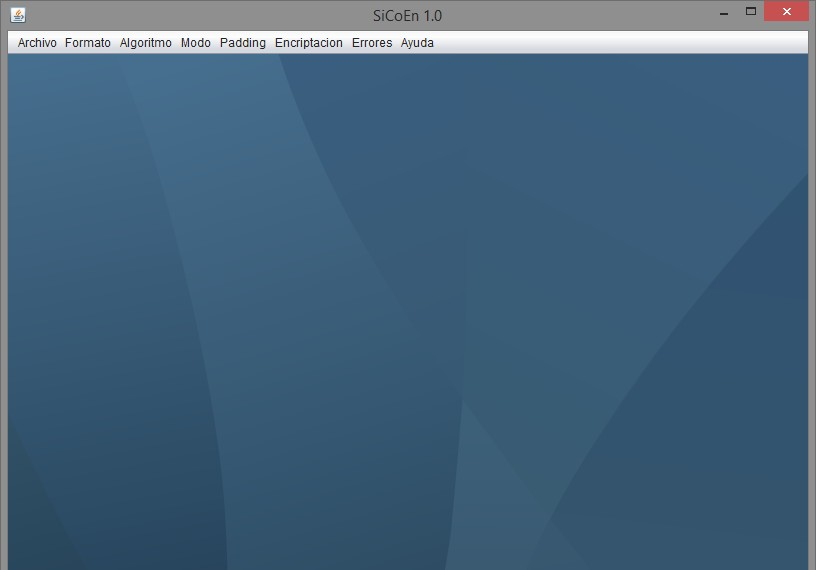 SiCoEn 1.0
Archivo Formato Algoritmo Modo Padding Encriptacion Errores Ayuda